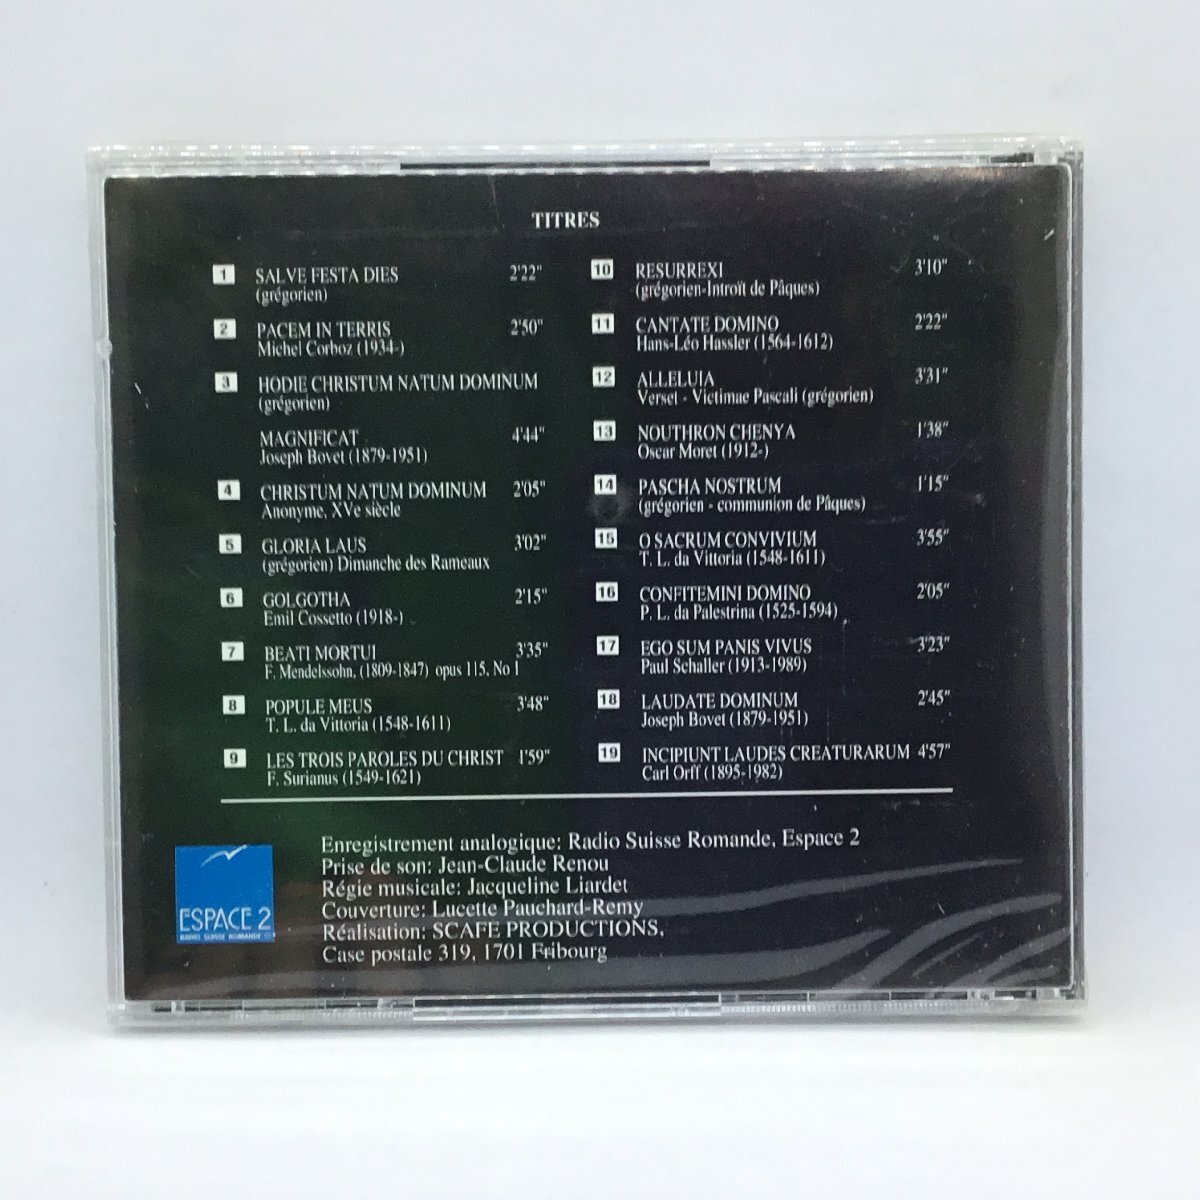 TITRES
1 SALVE FESTA DIES 2'22"
(grégorien)
2 PACEM IN TERRIS 2'50"
Michel Corboz (1934-)
3 HODIE CHRISTUM NATUM DOMINUM
(grégorien)
MAGNIFICAT 4'44"
Joseph Bovet (1879-1951)
4 CHRISTUM NATUM DOMINUM 2'05"
Anonyme, XVe siècle
5 GLORIA LAUS 3'02"
(grégorien) Dimanche des Rameaux
6 GOLGOTHA 2'15"
Emil Cossetto (1918-)
7 BEATI MORTUI 3'35"
F. Mendelssohn, (1809-1847) opus 115, No 1
8 POPULE MEUS 3'48"
T. L. da Vittoria (1548-1611)
9 LES TROIS PAROLES DU CHRIST 1'59"
F. Surianus (1549-1621)
10 RESURREXI 3'10"
(grégorien-Introït de Pâques)
11 CANTATE DOMINO 2'22"
Hans-Léo Hassler (1564-1612)
12 ALLELUIA 3'31"
Verset - Victimae Pascali (grégorien)
13 NOUTHRON CHENYA 1'38"
Oscar Moret (1912-)
14 PASCHA NOSTRUM 1'15"
(grégorien - communion de Pâques)
15 O SACRUM CONVIVIUM 3'55"
T. L. da Vittoria (1548-1611)
16 CONFITEMINI DOMINO 2'05"
P. L. da Palestrina (1525-1594)
17 EGO SUM PANIS VIVUS 3'23"
Paul Schaller (1913-1989)
18 LAUDATE DOMINUM 2'45"
Joseph Bovet (1879-1951)
19 INCIPIUNT LAUDES CREATURARUM 4'57"
Carl Orff (1895-1982)
Enregistrement analogique: Radio Suisse Romande, Espace 2
Prise de son: Jean-Claude Renou
Régie musicale: Jacqueline Liardet
Couverture: Lucette Pauchard-Remy
Réalisation: SCAFE PRODUCTIONS,
Case postale 319, 1701 Fribourg
ESPACE 2
RADIO SUISSE ROMANDE